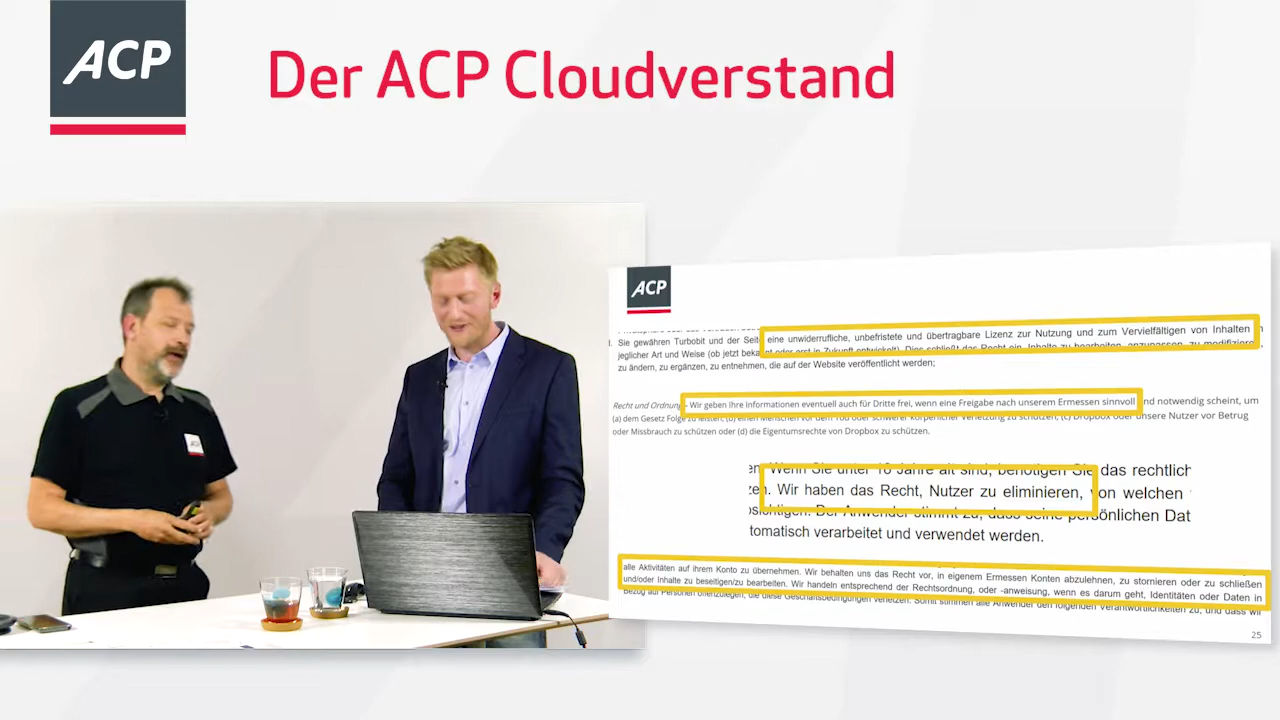 ACP
Der ACP Cloudverstand
ACP
ACP
eine unwiderrufliche, unbefristete und übertragbare Lizenz zur Nutzung und zum Vervielfältigen von Inhalten
Sie gewähren Turbobit und der Seit
jeglicher Art und Weise (ob jetzt beka oder erst in Zukunft entwickelt). Dies schließt das Recht ein, Inhalte zu bearbeiten, anzupassen, zu modifizieren,
zu ändern, zu ergänzen, zu entnehmen, die auf der Website veröffentlicht werden;
Recht und Ordnung - Wir geben Ihre Informationen eventuell auch für Dritte frei, wenn eine Freigabe nach unserem Ermessen sinnvoll nd notwendig scheint, um
(a) dem Gesetz Folge zu leisten, (b) einen Menschen vor dem Tod oder schwerer körperlicher Verletzung zu schützen, (c) Dropbox oder unsere Nutzer vor Betrug
oder Missbrauch zu schützen oder (d) die Eigentumsrechte von Dropbox zu schützen.
en. Wenn Sie unter 16 Jahre alt sind, benötigen Sie das rechtlich
zen. Wir haben das Recht, Nutzer zu eliminieren, von welchen
Der Anwender stimmt zu, dass seine persönlichen Dat
tomatisch verarbeitet und verwendet werden.
alle Aktivitäten auf ihrem Konto zu übernehmen. Wir behalten uns das Recht vor, in eigenem Ermessen Konten abzulehnen, zu stornieren oder zu schließen
und/oder Inhalte zu beseitigen/zu bearbeiten. Wir handeln entsprechend der Rechtsordnung, oder -anweisung, wenn es darum geht, Identitäten oder Daten in
Bezug auf Personen offenzulegen, die diese Geschäftsbedingungen verletzen. Somit stimmen alle Anwender den folgenden Verantwortlichkeiten zu, und dass wir
25